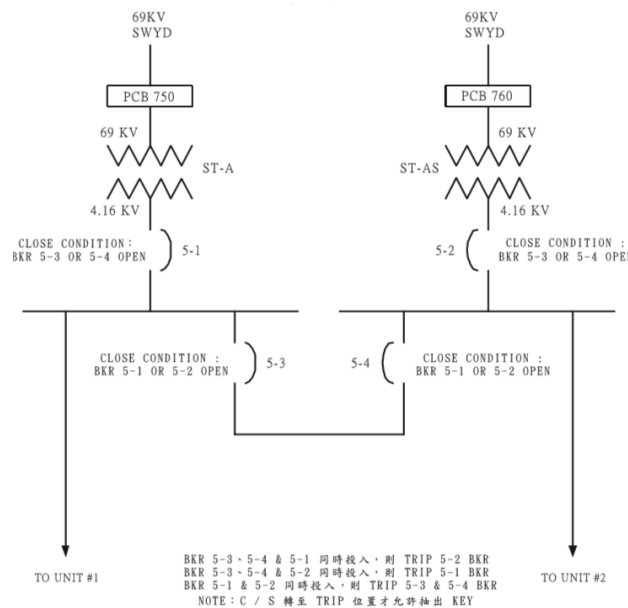 69KV
SWYD
69KV
SWYD
PCB 750
PCB 760
69 KV
69 KV
ST-A
ST-AS
4.16 KV
4.16 KV
CLOSE CONDITION:
BKR 5-3 OR 5-4 OPEN
5-1
5-2
CLOSE CONDITION :
BKR 5-3 OR 5-4 OPEN
CLOSE CONDITION :
BKR 5-1 OR 5-2 OPEN
5-3
5-4
CLOSE CONDITION :
BKR 5-1 OR 5-2 OPEN
BKR 5-3、5-4 & 5-1 同時投入，則 TRIP 5-2 BKR
BKR 5-3、5-4 & 5-2 同時投入，則 TRIP 5-1 BKR
BKR 5-1 & 5-2 同時投入，則 TRIP 5-3 & 5-4 BKR
NOTE：C / S 轉至 TRIP 位置才允許抽出 KEY
TO UNIT #1
TO UNIT #2